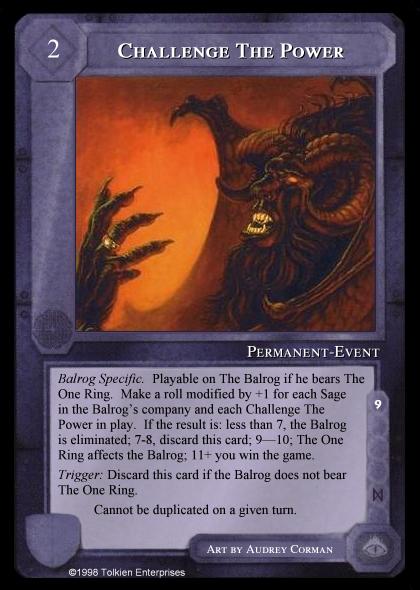 2
CHALLENGE THE POWER
PERMANENT-EVENT
Balrog Specific. Playable on The Balrog if he bears The
One Ring. Make a roll modified by +1 for each Sage
in the Balrog's company and each Challenge The
Power in play. If the result is: less than 7, the Balrog
is eliminated; 7-8, discard this card; 9—10; The One
Ring affects the Balrog; 11+ you win the game.
Trigger: Discard this card if the Balrog does not bear
The One Ring.
Cannot be duplicated on a given turn.
9
ART BY AUDREY CORMAN
©1998 Tolkien Enterprises